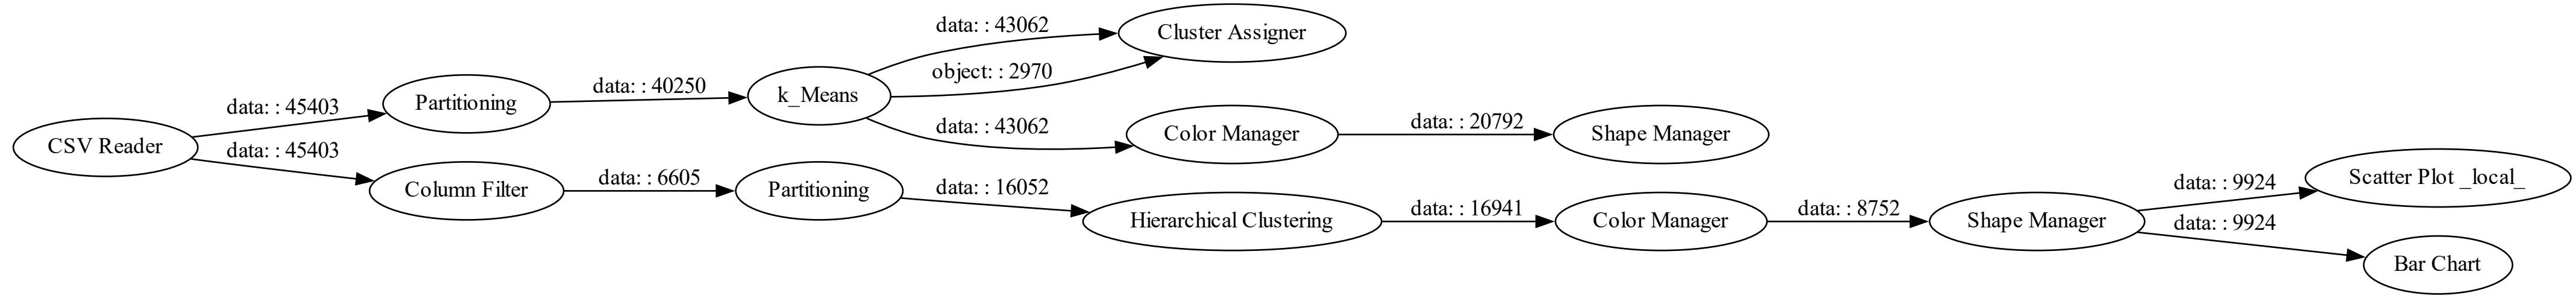 CSV Reader
data: : 45403
data: : 45403
Partitioning
Column Filter
data: : 40250
data: : 6605
k_Means
Partitioning
data: : 43062
object: : 2970
data: : 43062
data: : 16052
Cluster Assigner
Color Manager
Hierarchical Clustering
data: : 20792
data: : 16941
Shape Manager
Color Manager
data: : 8752
Shape Manager
data: : 9924
data: : 9924
Scatter Plot _local_
Bar Chart